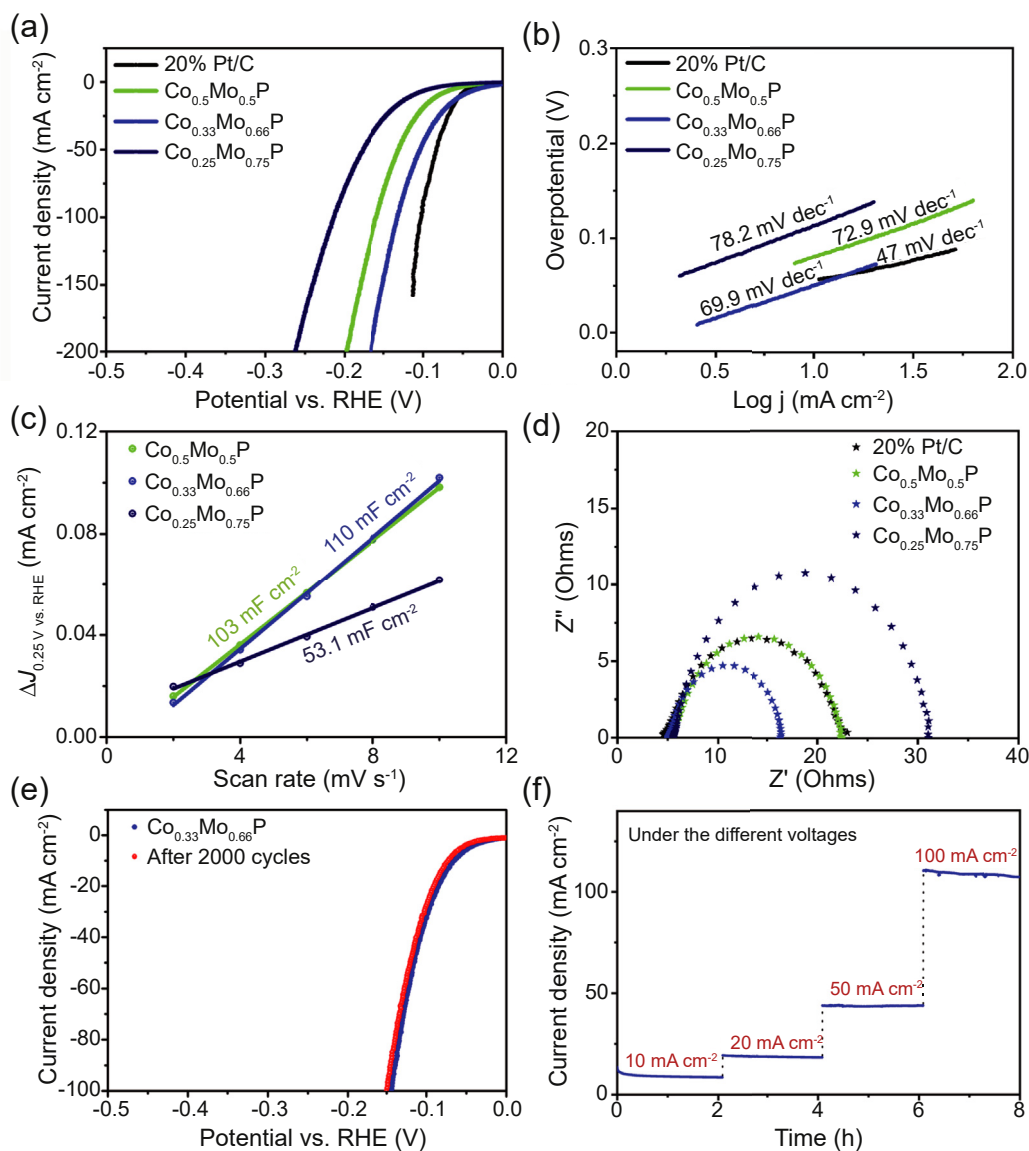 (a)
20% Pt/C
Co0.5Mo0.5P
Co0.33Mo0.66P
Co0.25Mo0.75P
0
-50
-100
-150
-200
-0.5
-0.4
-0.3
-0.2
-0.1
0.0
Current density (mA cm-2)
Potential vs. RHE (V)
(b)
20% Pt/C
Co0.5Mo0.5P
Co0.33Mo0.66P
Co0.25Mo0.75P
78.2 mV dec-1
72.9 mV dec-1
47 mV dec-1
69.9 mV dec-1
0.3
0.2
0.1
0.0
0.0
0.5
1.0
1.5
2.0
Overpotential (V)
Log j (mA cm-2)
(c)
Co0.5Mo0.5P
Co0.33Mo0.66P
Co0.25Mo0.75P
110 mF cm-2
103 mF cm-2
53.1 mF cm-2
0.12
0.08
0.04
0.00
0
2
4
6
8
10
12
ΔJ0.25 V vs. RHE (mA cm-2)
Scan rate (mV s-1)
(d)
20% Pt/C
Co0.5Mo0.5P
Co0.33Mo0.66P
Co0.25Mo0.75P
20
15
10
5
0
0
10
20
30
40
Z" (Ohms)
Z' (Ohms)
(e)
Co0.33Mo0.66P
After 2000 cycles
0
-20
-40
-60
-80
-100
-0.5
-0.4
-0.3
-0.2
-0.1
0.0
Current density (mA cm-2)
Potential vs. RHE (V)
(f)
Under the different voltages
100 mA cm-2
50 mA cm-2
20 mA cm-2
10 mA cm-2
100
50
0
0
2
4
6
8
Current density (mA cm-2)
Time (h)